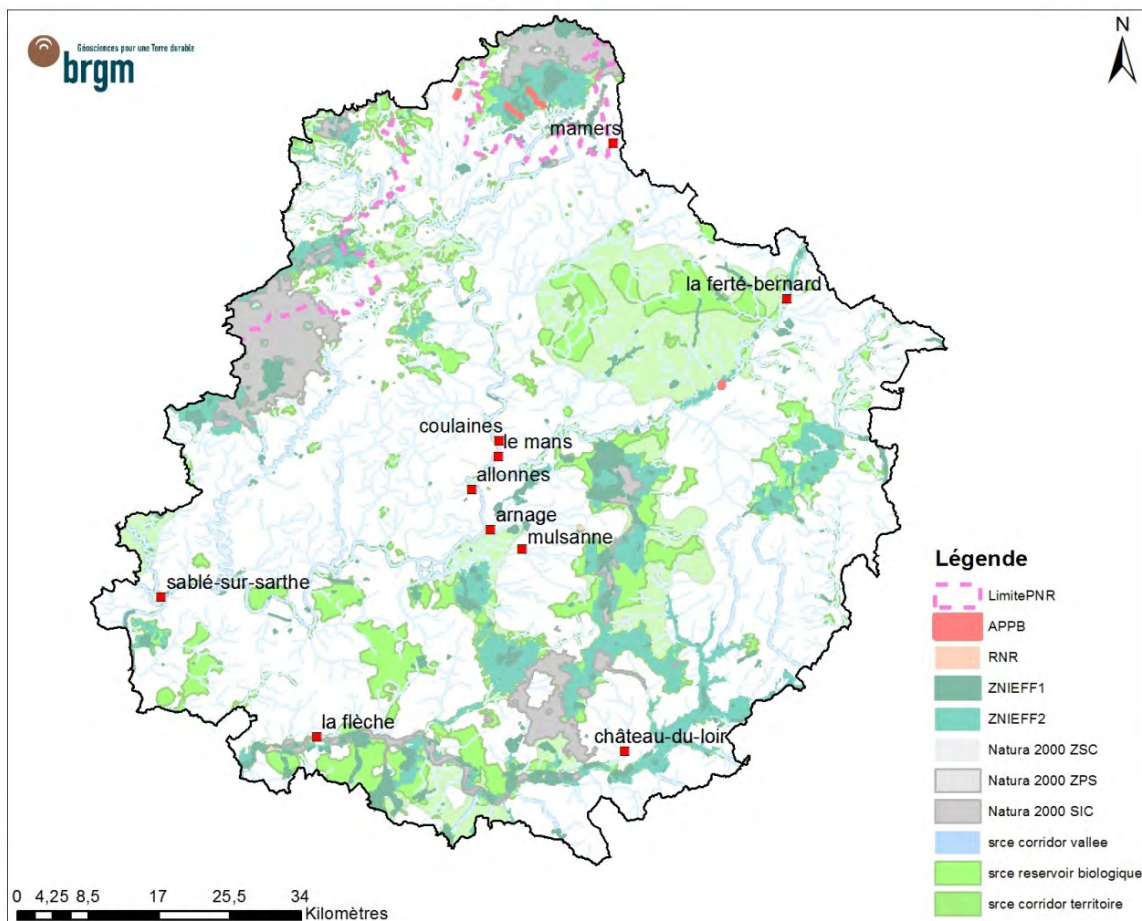 Géosciences pour une Terre durable
brgm
N
mamers
la ferté-bernard
coulaines
le mans
allonnes
arnage
mulsanne
sablé-sur-sarthe
la flèche
château-du-loir
Légende
LimitePNR
APPB
RNR
ZNIEFF1
ZNIEFF2
Natura 2000 ZSC
Natura 2000 ZPS
Natura 2000 SIC
srce corridor vallee
srce reservoir biologique
srce corridor territoire
0 4,25 8,5 17 25,5 34
Kilomètres